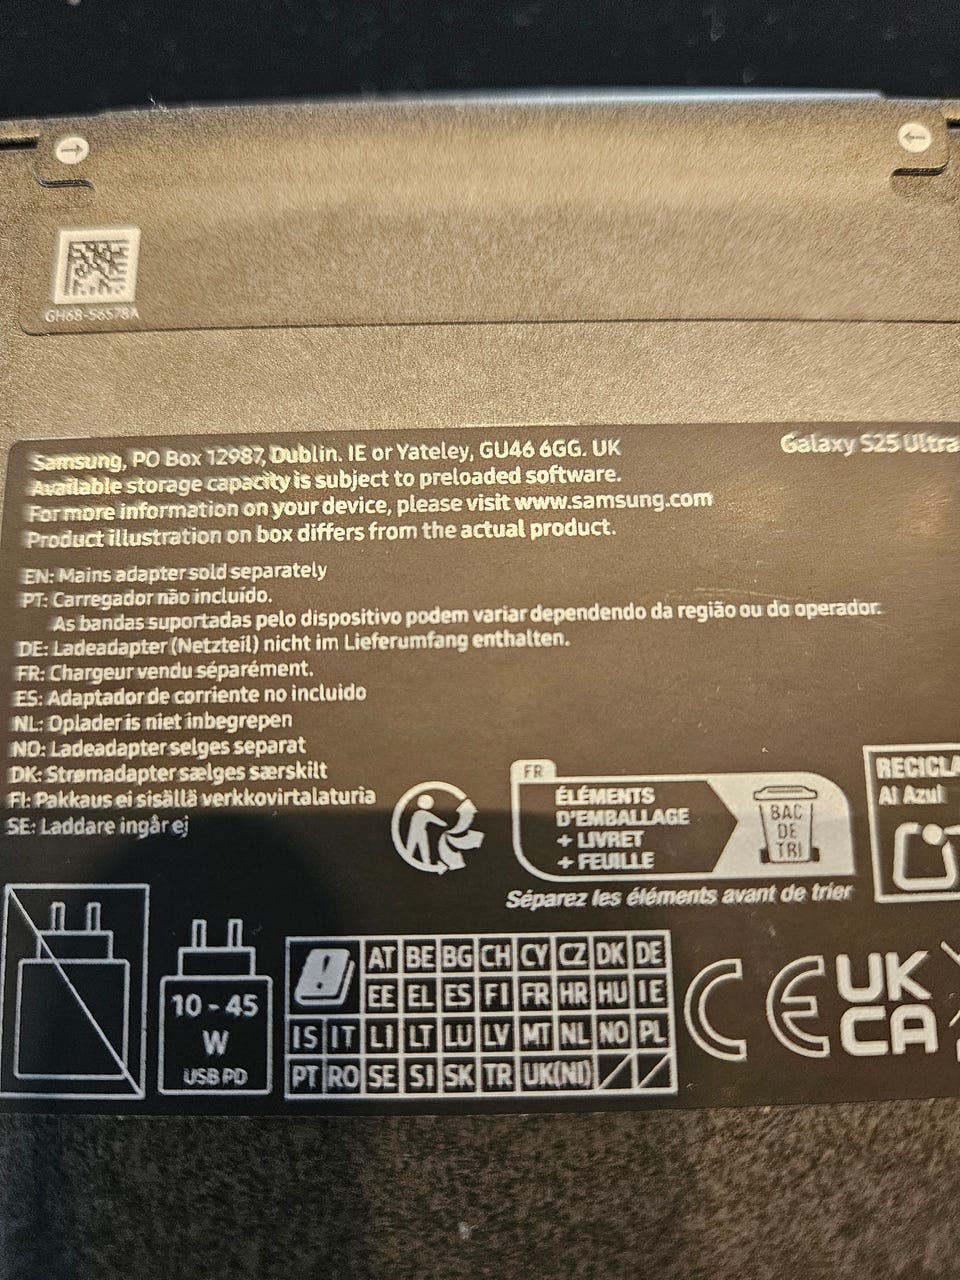 GH68-56578A
Samsung, PO Box 12987, Dublin. IE or Yateley, GU46 6GG. UK
Galaxy S25 Ultra
Available storage capacity is subject to preloaded software.
For more information on your device, please visit www.samsung.com
Product illustration on box differs from the actual product.
EN: Mains adapter sold separately
PT: Carregador não incluído.
As bandas suportadas pelo dispositivo podem variar dependendo da região ou do operador.
DE: Ladeadapter (Netzteil) nicht im Lieferumfang enthalten.
FR: Chargeur vendu séparément.
ES: Adaptador de corriente no incluido
NL: Oplader is niet inbegrepen
NO: Ladeadapter selges separat
DK: Strømadapter sælges særskilt
FI: Pakkaus ei sisällä verkkovirtalaturia
SE: Laddare ingår ej
FR
ÉLÉMENTS
D'EMBALLAGE
+ LIVRET
+ FEUILLE
BAC
DE
TRI
Séparez les éléments avant de trier
RECICLA
Al Azul
10 - 45
W
USB PD
AT BE BG CH CY CZ DK DE
EE EL ES FI FR HR HU IE
IS IT LI LT LU LV MT NL NO PL
PT RO SE SI SK TR UK(NI)
CE
UK
CA